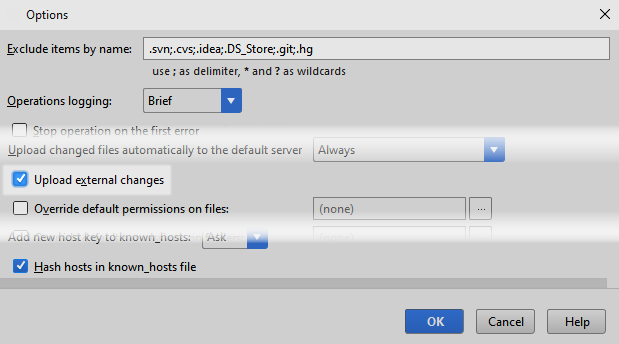 Options
Exclude items by name: .svn;.cvs;.idea;.DS_Store;.git;.hg
use ; as delimiter, * and ? as wildcards
Operations logging: Brief
Stop operation on the first error
Upload changed files automatically to the default server Always
Upload external changes
Override default permissions on files: (none) ...
Add new host key to known_hosts: Ask (none)
Hash hosts in known_hosts file
OK Cancel Help